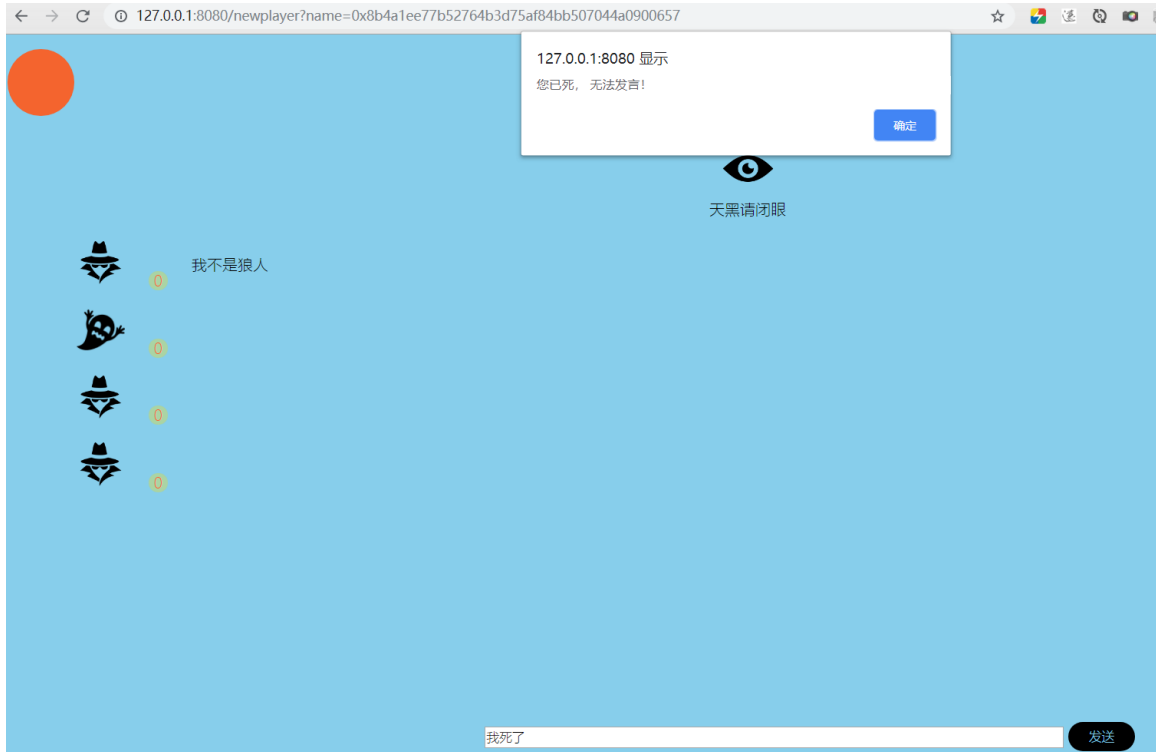 127.0.0.1:8080/newplayer?name=0x8b4a1ee77b52764b3d75af84bb507044a0900657
127.0.0.1:8080 显示
您已死， 无法发言！
确定
天黑请闭眼
0 我不是狼人
0
0
0
我死了 发送